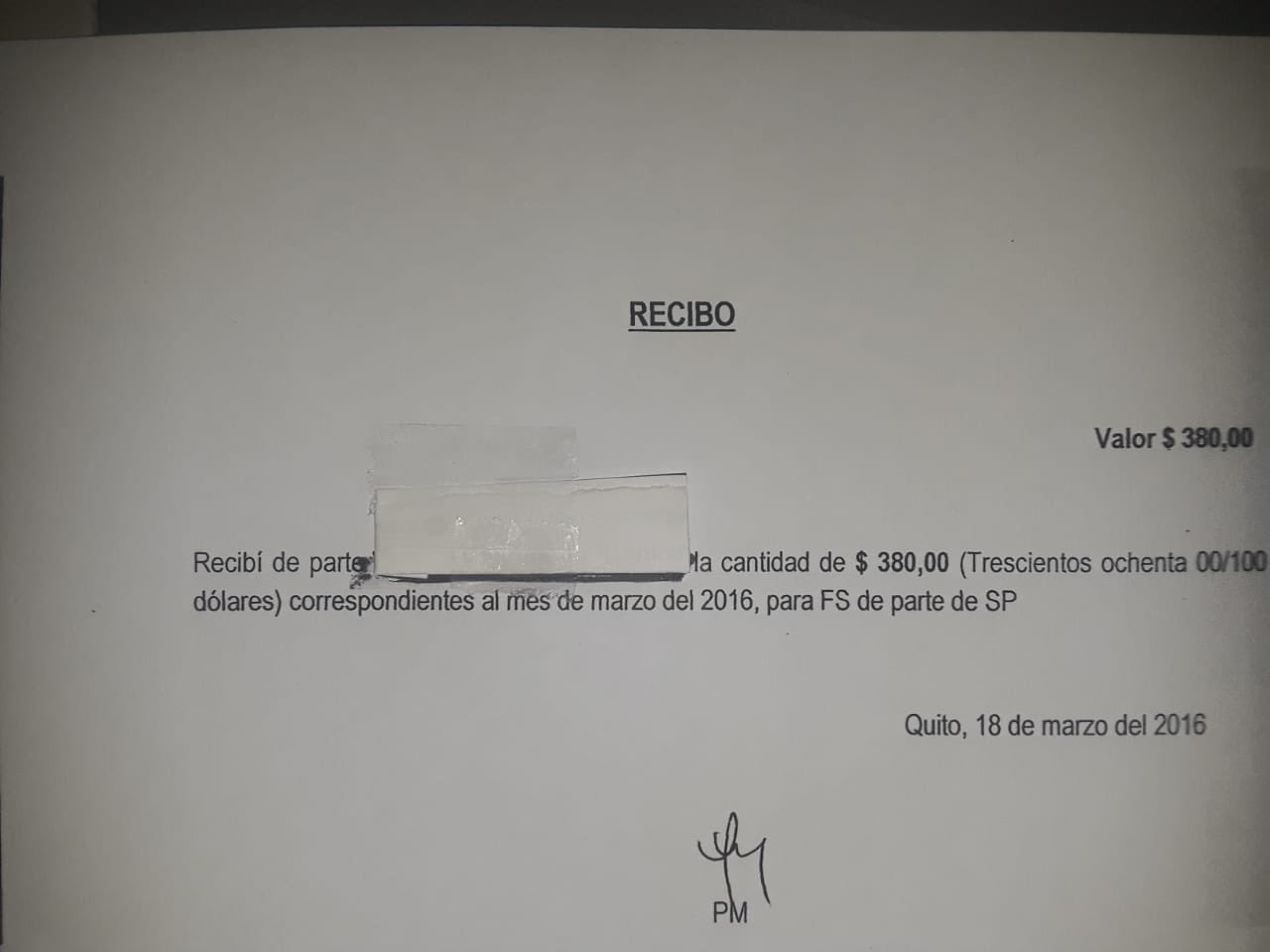 RECIBO
Valor $ 380,00
Recibí de parte la cantidad de $ 380,00 (Trescientos ochenta 00/100
dólares) correspondientes al mes de marzo del 2016, para FS de parte de SP
Quito, 18 de marzo del 2016
PM